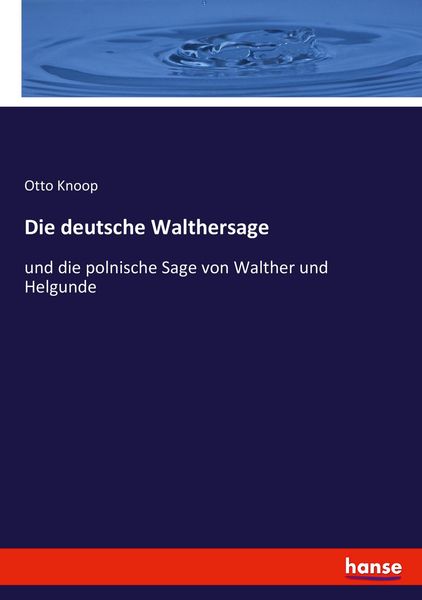 Otto Knoop
Die deutsche Walthersage
und die polnische Sage von Walther und
Helgunde
hanse